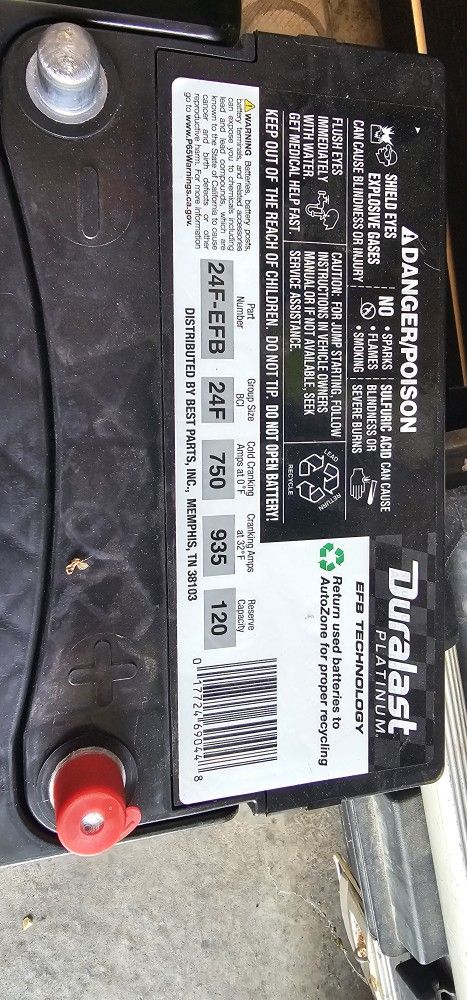 ⚠DANGER/POISON
SHIELD EYES
EXPLOSIVE GASES
CAN CAUSE BLINDNESS OR INJURY
NO
• SPARKS
• FLAMES
• SMOKING
SULFURIC ACID CAN CAUSE
BLINDNESS OR
SEVERE BURNS
FLUSH EYES
IMMEDIATELY
WITH WATER
GET MEDICAL HELP FAST.
CAUTION: FOR JUMP STARTING, FOLLOW
INSTRUCTIONS IN VEHICLE OWNERS
MANUAL OR IF NOT AVAILABLE, SEEK
SERVICE ASSISTANCE.
LEAD
RETURN
RECYCLE
KEEP OUT OF THE REACH OF CHILDREN. DO NOT TIP. DO NOT OPEN BATTERY!
Duralast
PLATINUM
EFB TECHNOLOGY
Return used batteries to
AutoZone for proper recycling
⚠WARNING Batteries, battery posts,
battery terminals, and related accessories
can expose you to chemicals including
lead and lead compounds, which are
known to the State of California to cause
cancer and birth defects or other
reproductive harm. For more information
go to www.P65Warnings.ca.gov.
Part
Number
24F-EFB
Group Size
BCI
24F
Cold Cranking
Amps at 0°F
750
Cranking Amps
at 32°F
935
Reserve
Capacity
120
DISTRIBUTED BY BEST PARTS, INC., MEMPHIS, TN 38103
0 17724 69044 8
− +